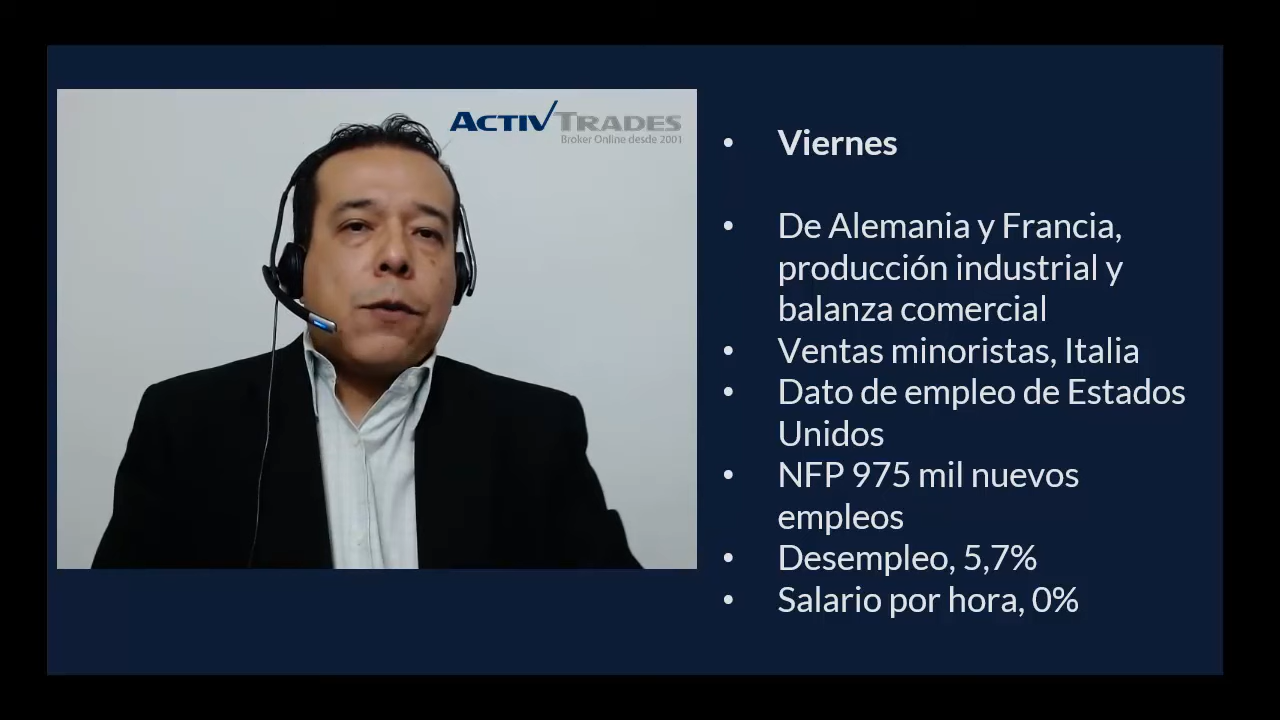 ACTIVTRADES
Broker Online desde 2001
• Viernes
• De Alemania y Francia,
producción industrial y
balanza comercial
• Ventas minoristas, Italia
• Dato de empleo de Estados
Unidos
• NFP 975 mil nuevos
empleos
• Desempleo, 5,7%
• Salario por hora, 0%